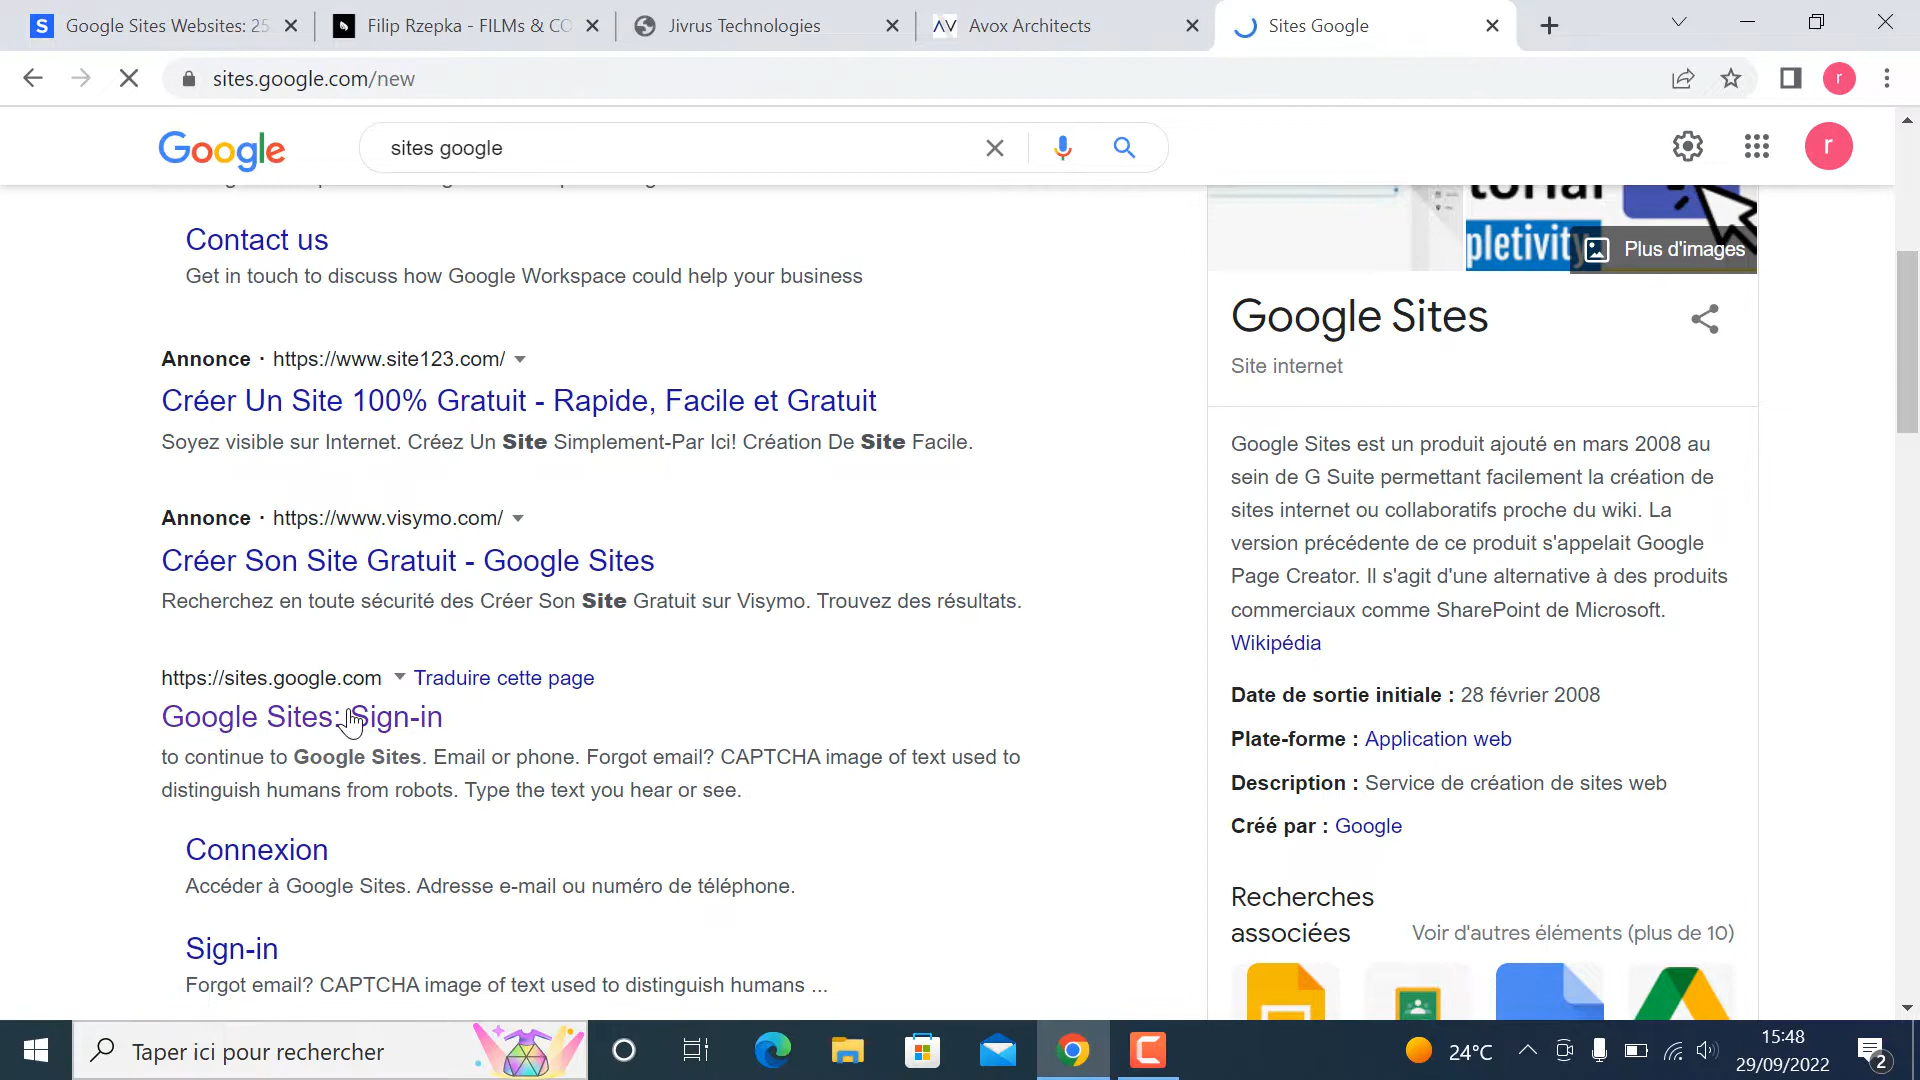 Google Sites Websites: 25
Filip Rzepka - FILMs & CO
Jivrus Technologies
AV Avox Architects
Sites Google
sites.google.com/new
r
Google
sites google
r
Contact us
Get in touch to discuss how Google Workspace could help your business
Annonce · https://www.site123.com/
Créer Un Site 100% Gratuit - Rapide, Facile et Gratuit
Soyez visible sur Internet. Créez Un Site Simplement-Par Ici! Création De Site Facile.
Annonce · https://www.visymo.com/
Créer Son Site Gratuit - Google Sites
Recherchez en toute sécurité des Créer Son Site Gratuit sur Visymo. Trouvez des résultats.
https://sites.google.com Traduire cette page
Google Sites: Sign-in
to continue to Google Sites. Email or phone. Forgot email? CAPTCHA image of text used to
distinguish humans from robots. Type the text you hear or see.
Connexion
Accéder à Google Sites. Adresse e-mail ou numéro de téléphone.
Sign-in
Forgot email? CAPTCHA image of text used to distinguish humans ...
pletivity
Plus d'images
Google Sites
Site internet
Google Sites est un produit ajouté en mars 2008 au
sein de G Suite permettant facilement la création de
sites internet ou collaboratifs proche du wiki. La
version précédente de ce produit s'appelait Google
Page Creator. Il s'agit d'une alternative à des produits
commerciaux comme SharePoint de Microsoft.
Wikipédia
Date de sortie initiale : 28 février 2008
Plate-forme : Application web
Description : Service de création de sites web
Créé par : Google
Recherches
associées
Voir d'autres éléments (plus de 10)
Taper ici pour rechercher
24°C
15:48
29/09/2022
2